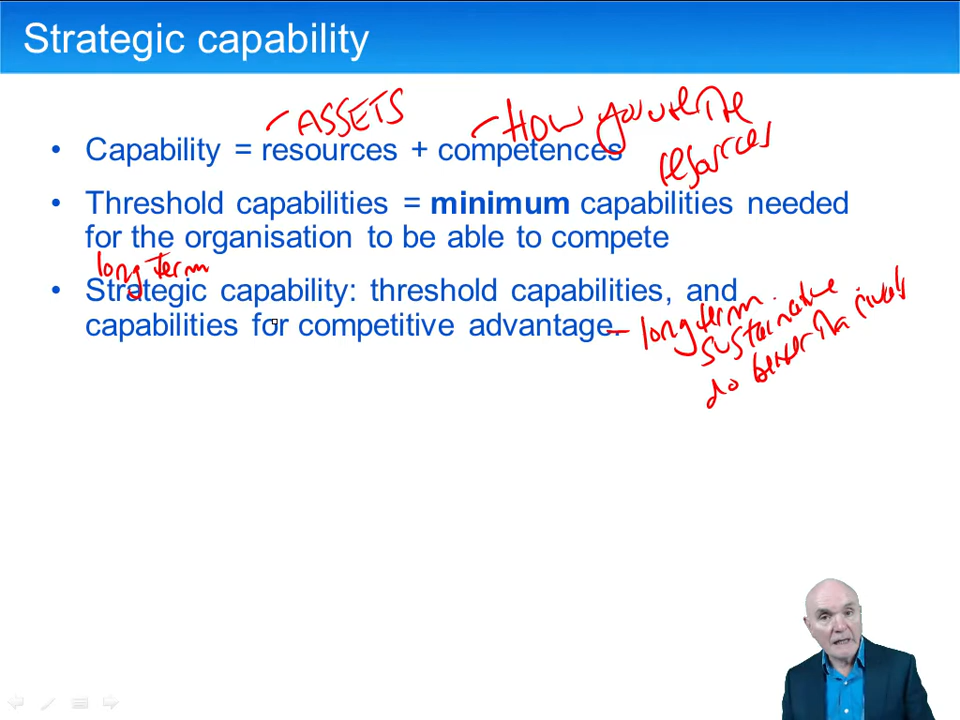 Strategic capability
ASSETS
HOW you use the
resources
• Capability = resources + competences
• Threshold capabilities = minimum capabilities needed
for the organisation to be able to compete
long term
• Strategic capability: threshold capabilities, and
capabilities for competitive advantage.
long term
do better than rivals